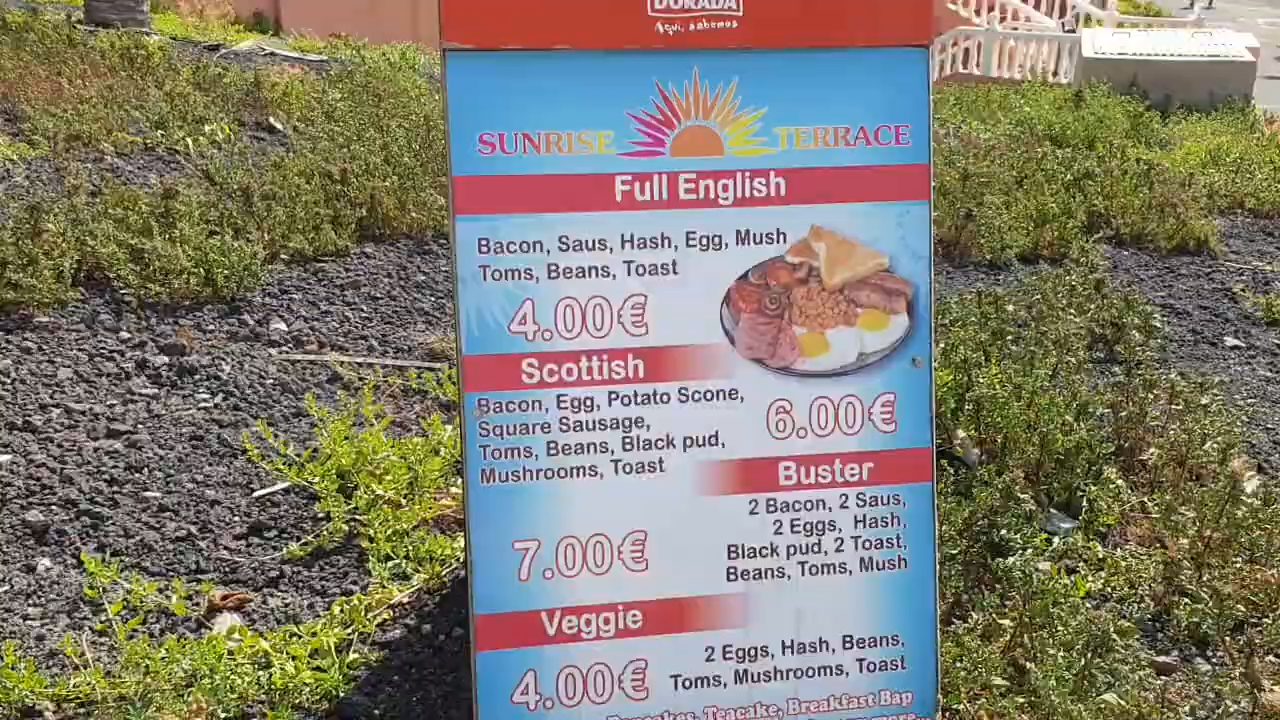 DORADA
Aquí, sabemos
SUNRISE TERRACE
Full English
Bacon, Saus, Hash, Egg, Mush
Toms, Beans, Toast
4.00€
Scottish
Bacon, Egg, Potato Scone,
Square Sausage,
Toms, Beans, Black pud,
Mushrooms, Toast
6.00€
Buster
2 Bacon, 2 Saus,
2 Eggs, Hash,
Black pud, 2 Toast,
Beans, Toms, Mush
7.00€
Veggie
2 Eggs, Hash, Beans,
Toms, Mushrooms, Toast
4.00€
Pancakes, Teacake, Breakfast Bap
more...